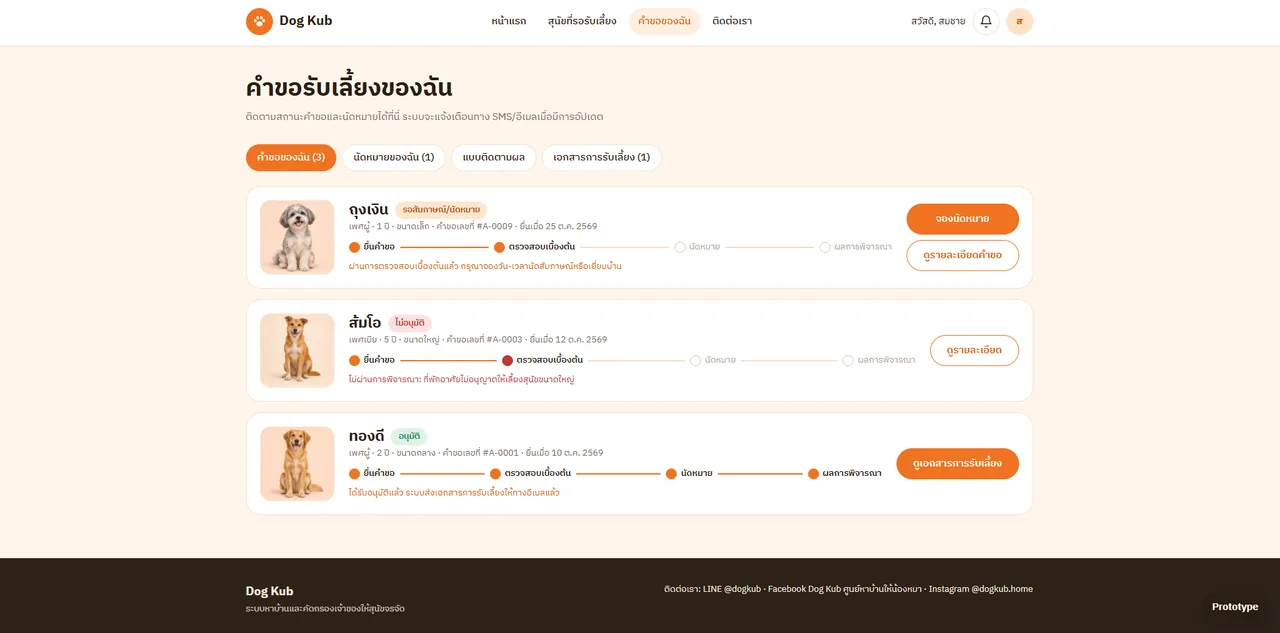 Dog Kub
หน้าแรก
สุนัขที่รอรับเลี้ยง
คำขอของฉัน
ติดต่อเรา
สวัสดี, สมชาย
ส
คำขอรับเลี้ยงของฉัน
ติดตามสถานะคำขอและนัดหมายได้ที่นี่ ระบบจะแจ้งเตือนทาง SMS/อีเมลเมื่อมีการอัปเดต
คำขอของฉัน (3)
นัดหมายของฉัน (1)
แบบติดตามผล
เอกสารการรับเลี้ยง (1)
ถุงเงิน
รอสัมภาษณ์/นัดหมาย
เพศผู้ · 1 ปี · ขนาดเล็ก · คำขอเลขที่ #A-0009 · ยื่นเมื่อ 25 ต.ค. 2569
ยื่นคำขอ
ตรวจสอบเบื้องต้น
นัดหมาย
ผลการพิจารณา
ผ่านการตรวจสอบเบื้องต้นแล้ว กรุณาจองวัน-เวลานัดสัมภาษณ์หรือเยี่ยมบ้าน
จองนัดหมาย
ดูรายละเอียดคำขอ
ส้มโอ
ไม่อนุมัติ
เพศเมีย · 5 ปี · ขนาดใหญ่ · คำขอเลขที่ #A-0003 · ยื่นเมื่อ 12 ต.ค. 2569
ยื่นคำขอ
ตรวจสอบเบื้องต้น
นัดหมาย
ผลการพิจารณา
ไม่ผ่านการพิจารณา: ที่พักอาศัยไม่อนุญาตให้เลี้ยงสุนัขขนาดใหญ่
ดูรายละเอียด
ทองดี
อนุมัติ
เพศผู้ · 2 ปี · ขนาดกลาง · คำขอเลขที่ #A-0001 · ยื่นเมื่อ 10 ต.ค. 2569
ยื่นคำขอ
ตรวจสอบเบื้องต้น
นัดหมาย
ผลการพิจารณา
ได้รับอนุมัติแล้ว ระบบส่งเอกสารการรับเลี้ยงให้ทางอีเมลแล้ว
ดูเอกสารการรับเลี้ยง
Dog Kub
ระบบหาบ้านและคัดกรองเจ้าของให้สุนัขจรจัด
ติดต่อเรา: LINE @dogkub · Facebook Dog Kub ศูนย์หาบ้านให้น้องหมา · Instagram @dogkub.home
Prototype